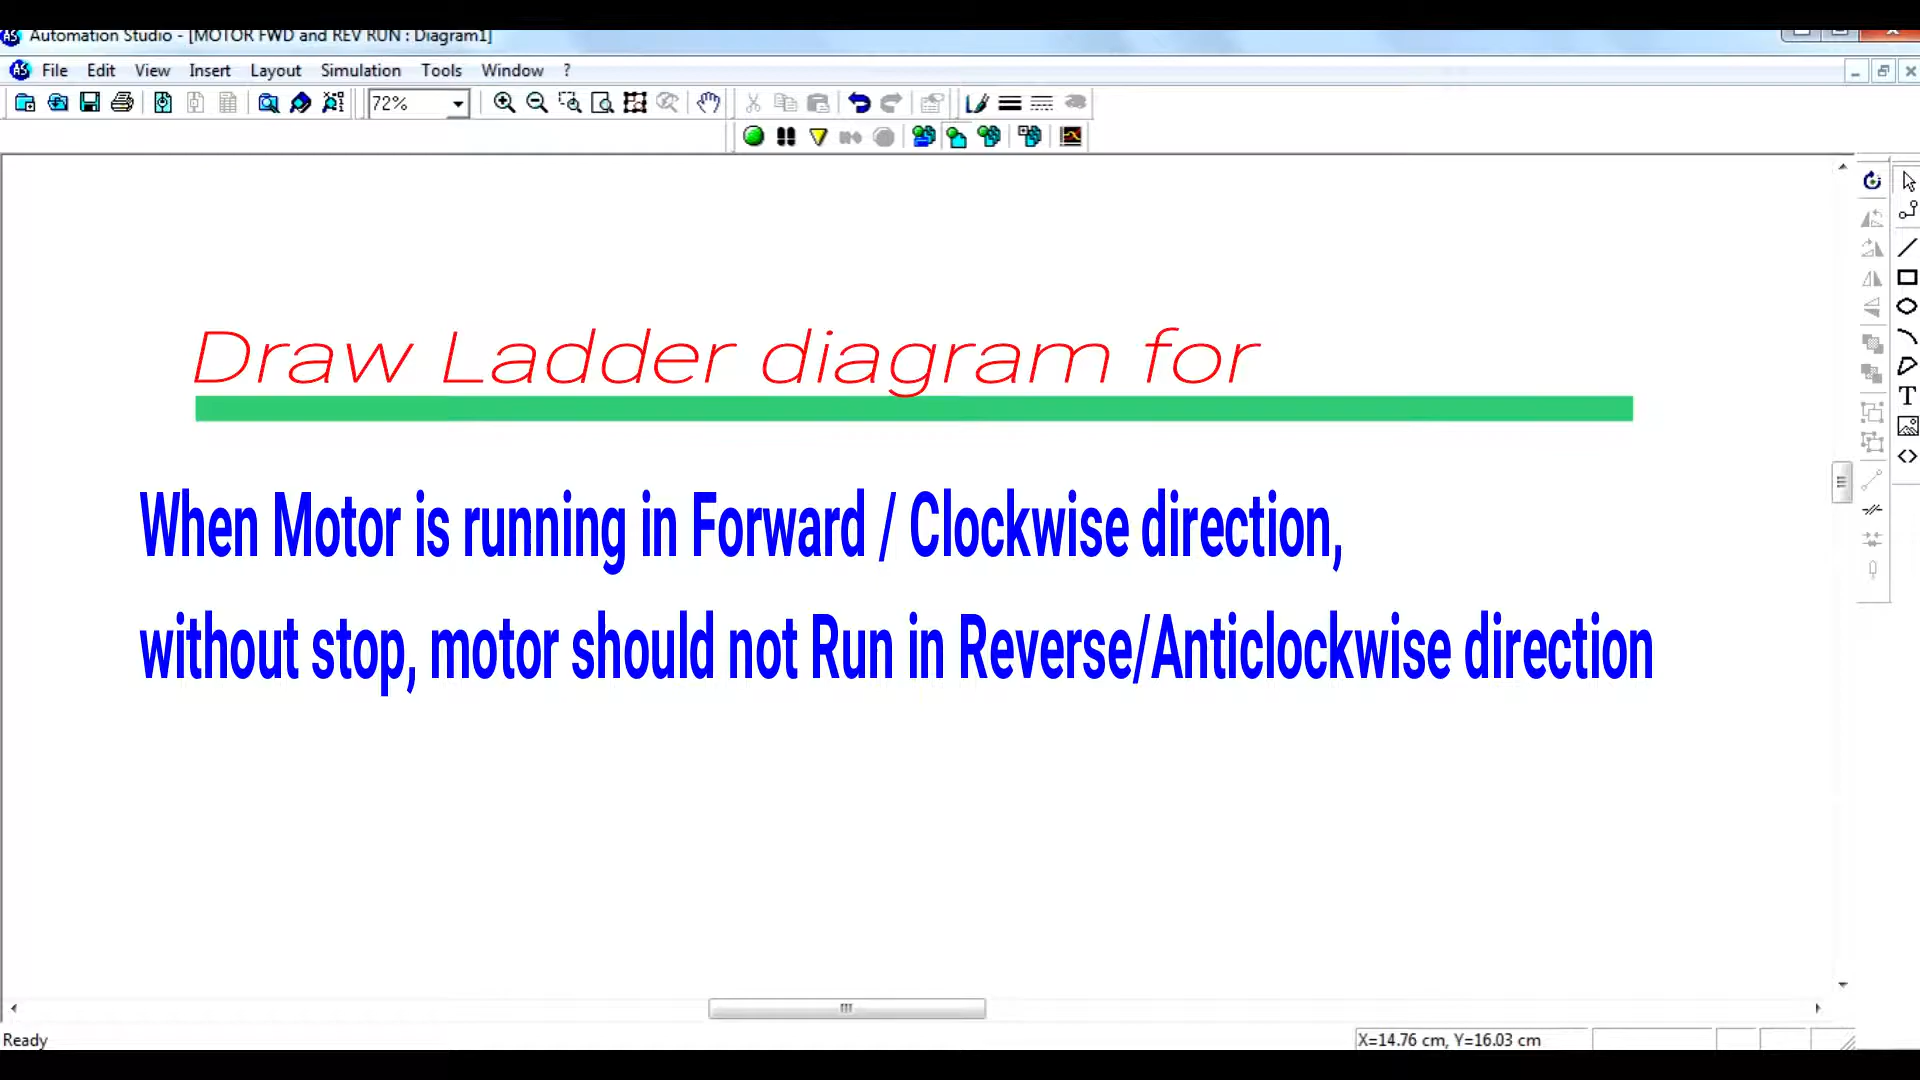 Automation Studio - [MOTOR FWD and REV RUN : Diagram1]
File Edit View Insert Layout Simulation Tools Window ?
72%
Draw Ladder diagram for
When Motor is running in Forward / Clockwise direction,
without stop, motor should not Run in Reverse/Anticlockwise direction
Ready
X=14.76 cm, Y=16.03 cm